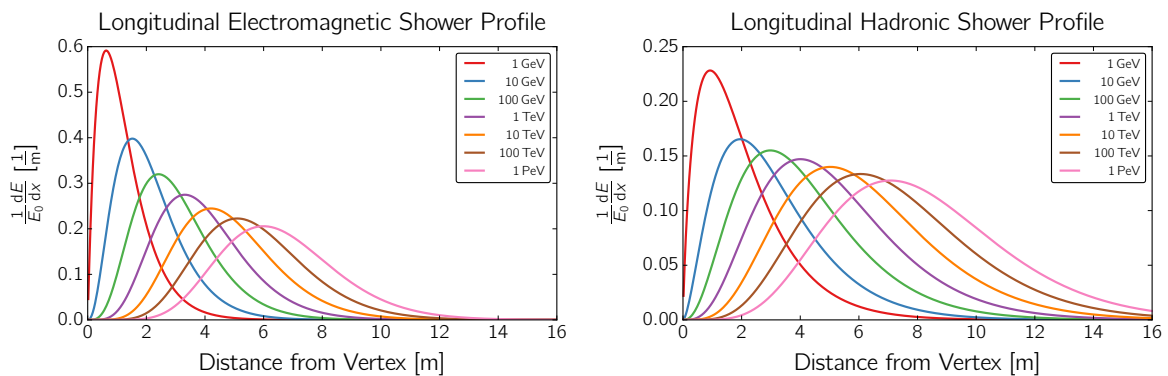 Longitudinal Electromagnetic Shower Profile
0.6
0.5
0.4
0.3
0.2
0.1
0.0
1/E₀ dE/dx [1/m]
1 GeV
10 GeV
100 GeV
1 TeV
10 TeV
100 TeV
1 PeV
0 2 4 6 8 10 12 14 16
Distance from Vertex [m]
Longitudinal Hadronic Shower Profile
0.25
0.20
0.15
0.10
0.05
0.00
1/E₀ dE/dx [1/m]
1 GeV
10 GeV
100 GeV
1 TeV
10 TeV
100 TeV
1 PeV
0 2 4 6 8 10 12 14 16
Distance from Vertex [m]